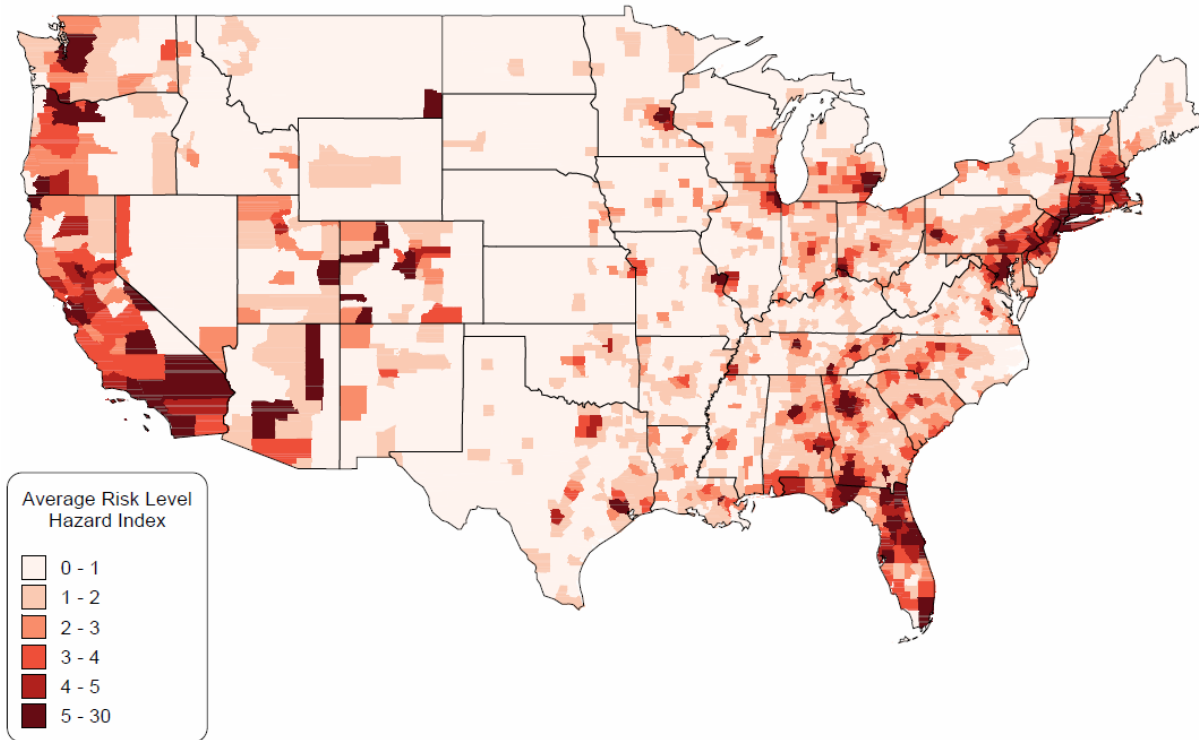 Average Risk Level
Hazard Index
0 - 1
1 - 2
2 - 3
3 - 4
4 - 5
5 - 30